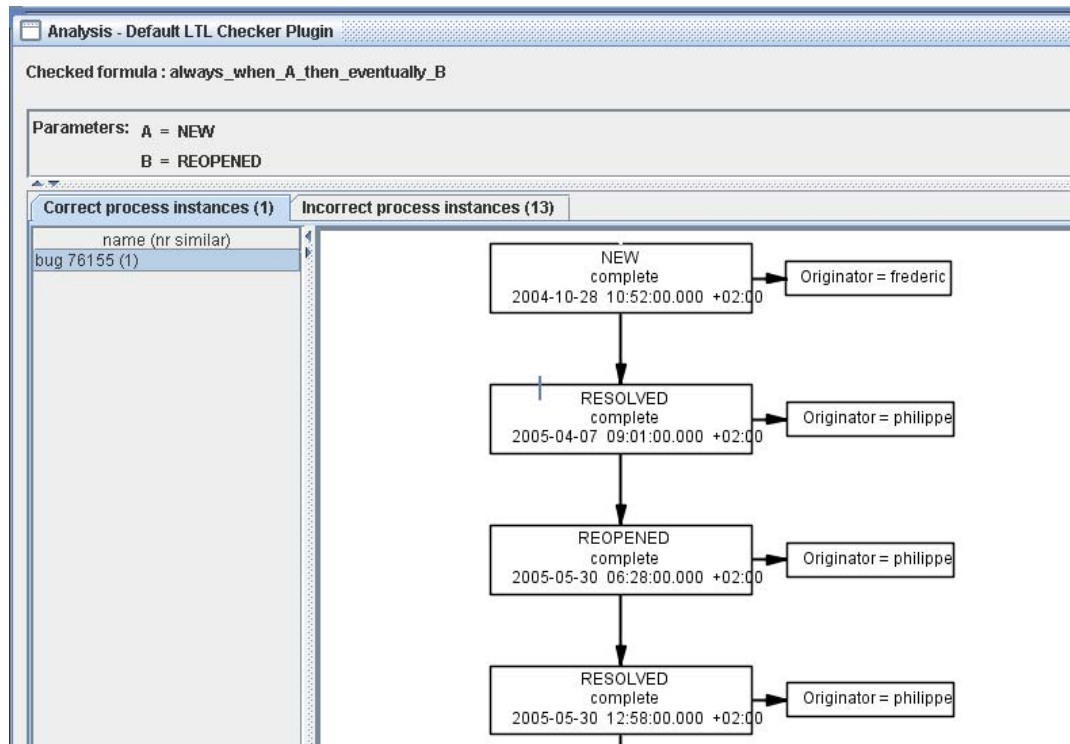 Analysis - Default LTL Checker Plugin
Checked formula : always_when_A_then_eventually_B
Parameters: A = NEW
B = REOPENED
Correct process instances (1) Incorrect process instances (13)
name (nr similar)
bug 76155 (1)
NEW
complete
2004-10-28 10:52:00.000 +02:00
Originator = frederic
RESOLVED
complete
2005-04-07 09:01:00.000 +02:00
Originator = philippe
REOPENED
complete
2005-05-30 06:28:00.000 +02:00
Originator = philippe
RESOLVED
complete
2005-05-30 12:58:00.000 +02:00
Originator = philippe